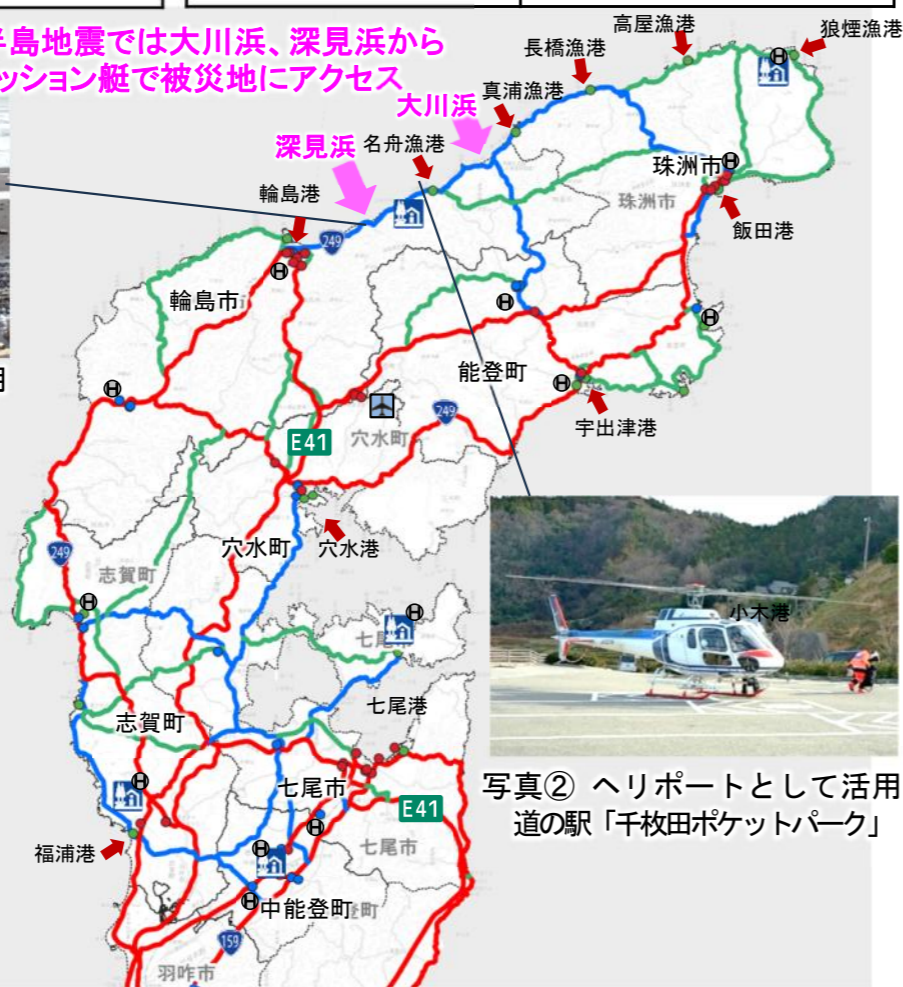 半島地震では大川浜、深見浜から
ッション艇で被災地にアクセス
高屋漁港
狼煙漁港
長橋漁港
真浦漁港
大川浜
名舟漁港
深見浜
輪島港
珠洲市
珠洲市
飯田港
249
H
H
H
H
H
輪島市
能登町
H
H
249
宇出津港
E41
穴水町
穴水町
穴水港
249
志賀町
H
H
小木港
七尾港
志賀町
七尾市
H
E41
H
H
七尾市
福浦港
H
中能登町
159
羽咋市
写真② ヘリポートとして活用
道の駅「千枚田ポケットパーク」